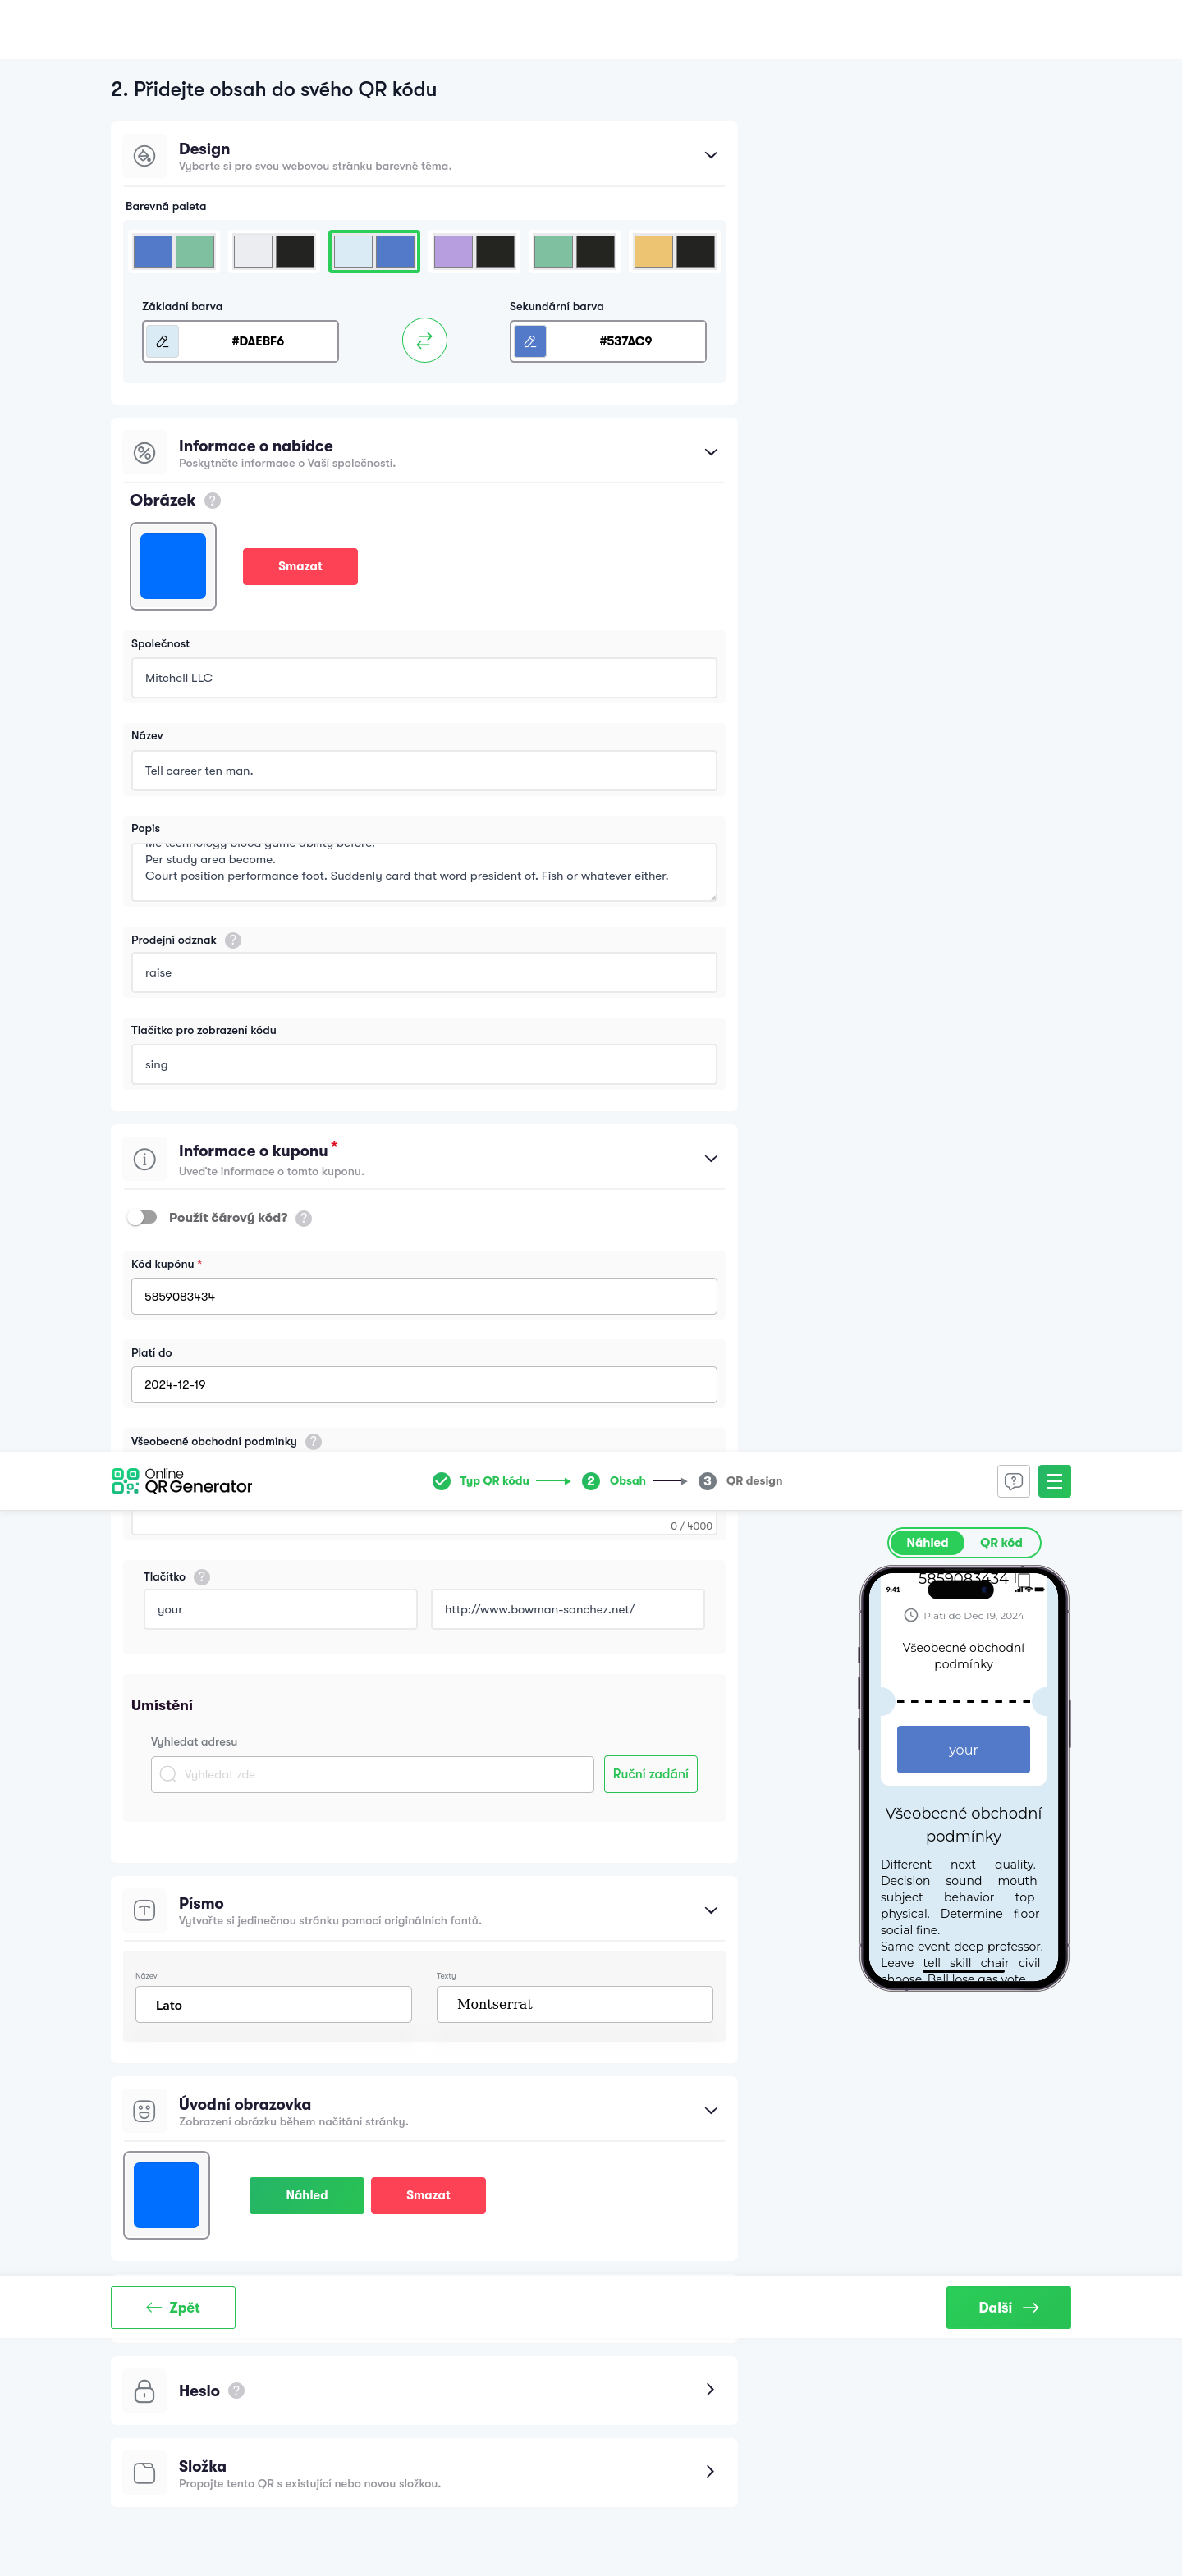 2. Přidejte obsah do svého QR kódu
Design
Vyberte si pro svou webovou stránku barevné téma.
Barevná paleta
Základní barva
Sekundární barva
#DAEBF6
#537AC9
Informace o nabídce
Poskytněte informace o Vaší společnosti.
Obrázek ?
Smazat
Společnost
Mitchell LLC
Název
Tell career ten man.
Popis
Me technology blood game ability before.
Per study area become.
Court position performance foot. Suddenly card that word president of. Fish or whatever either.
Prodejní odznak ?
raise
Tlačítko pro zobrazení kódu
sing
Informace o kuponu *
Uveďte informace o tomto kuponu.
Použít čárový kód? ?
Kód kupónu *
5859083434
Platí do
2024-12-19
Všeobecné obchodní podmínky ?
Online
QR Generator
Typ QR kódu
2 Obsah
3 QR design
0 / 4000
Tlačítko ?
your
http://www.bowman-sanchez.net/
Umístění
Vyhledat adresu
Vyhledat zde
Ruční zadání
Náhled
QR kód
5859083434
9:41
Platí do Dec 19, 2024
Všeobecné obchodní
podmínky
your
Všeobecné obchodní
podmínky
Different next quality.
Decision sound mouth
subject behavior top
physical. Determine floor
social fine.
Same event deep professor.
Leave tell skill chair civil
choose. Ball lose gas vote.
Písmo
Vytvořte si jedinečnou stránku pomocí originálních fontů.
Název
Texty
Lato
Montserrat
Úvodní obrazovka
Zobrazení obrázku během načítání stránky.
Náhled
Smazat
Zpět
Další
Heslo ?
Složka
Propojte tento QR s existující nebo novou složkou.